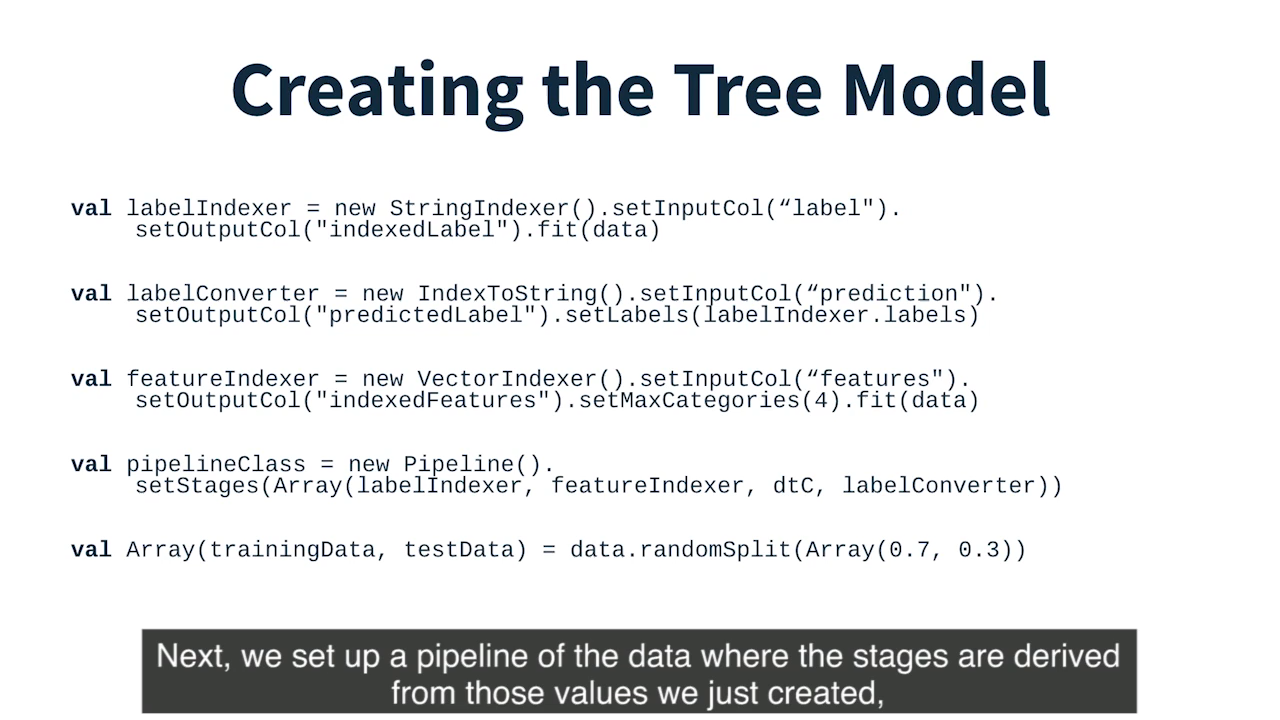 Creating the Tree Model
val labelIndexer = new StringIndexer().setInputCol(“label").
setOutputCol("indexedLabel").fit(data)
val labelConverter = new IndexToString().setInputCol(“prediction").
setOutputCol("predictedLabel").setLabels(labelIndexer.labels)
val featureIndexer = new VectorIndexer().setInputCol(“features").
setOutputCol("indexedFeatures").setMaxCategories(4).fit(data)
val pipelineClass = new Pipeline().
setStages(Array(labelIndexer, featureIndexer, dtC, labelConverter))
val Array(trainingData, testData) = data.randomSplit(Array(0.7, 0.3))
Next, we set up a pipeline of the data where the stages are derived
from those values we just created,